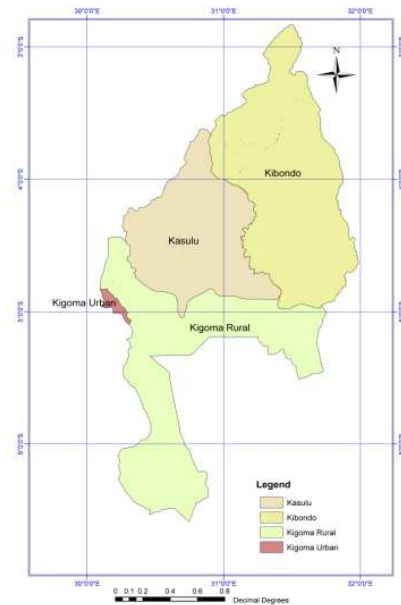 30°0'0"E 31°0'0"E 32°0'0"E
N
3°0'0"S
Kibondo
4°0'0"S
Kasulu
Kigoma Urban
5°0'0"S
Kigoma Rural
6°0'0"S
Legend
Kasulu
Kibondo
Kigoma Rural
Kigoma Urban
30°0'0"E 31°0'0"E 32°0'0"E
0 0.1 0.2 0.4 0.6 0.8
Decimal Degrees